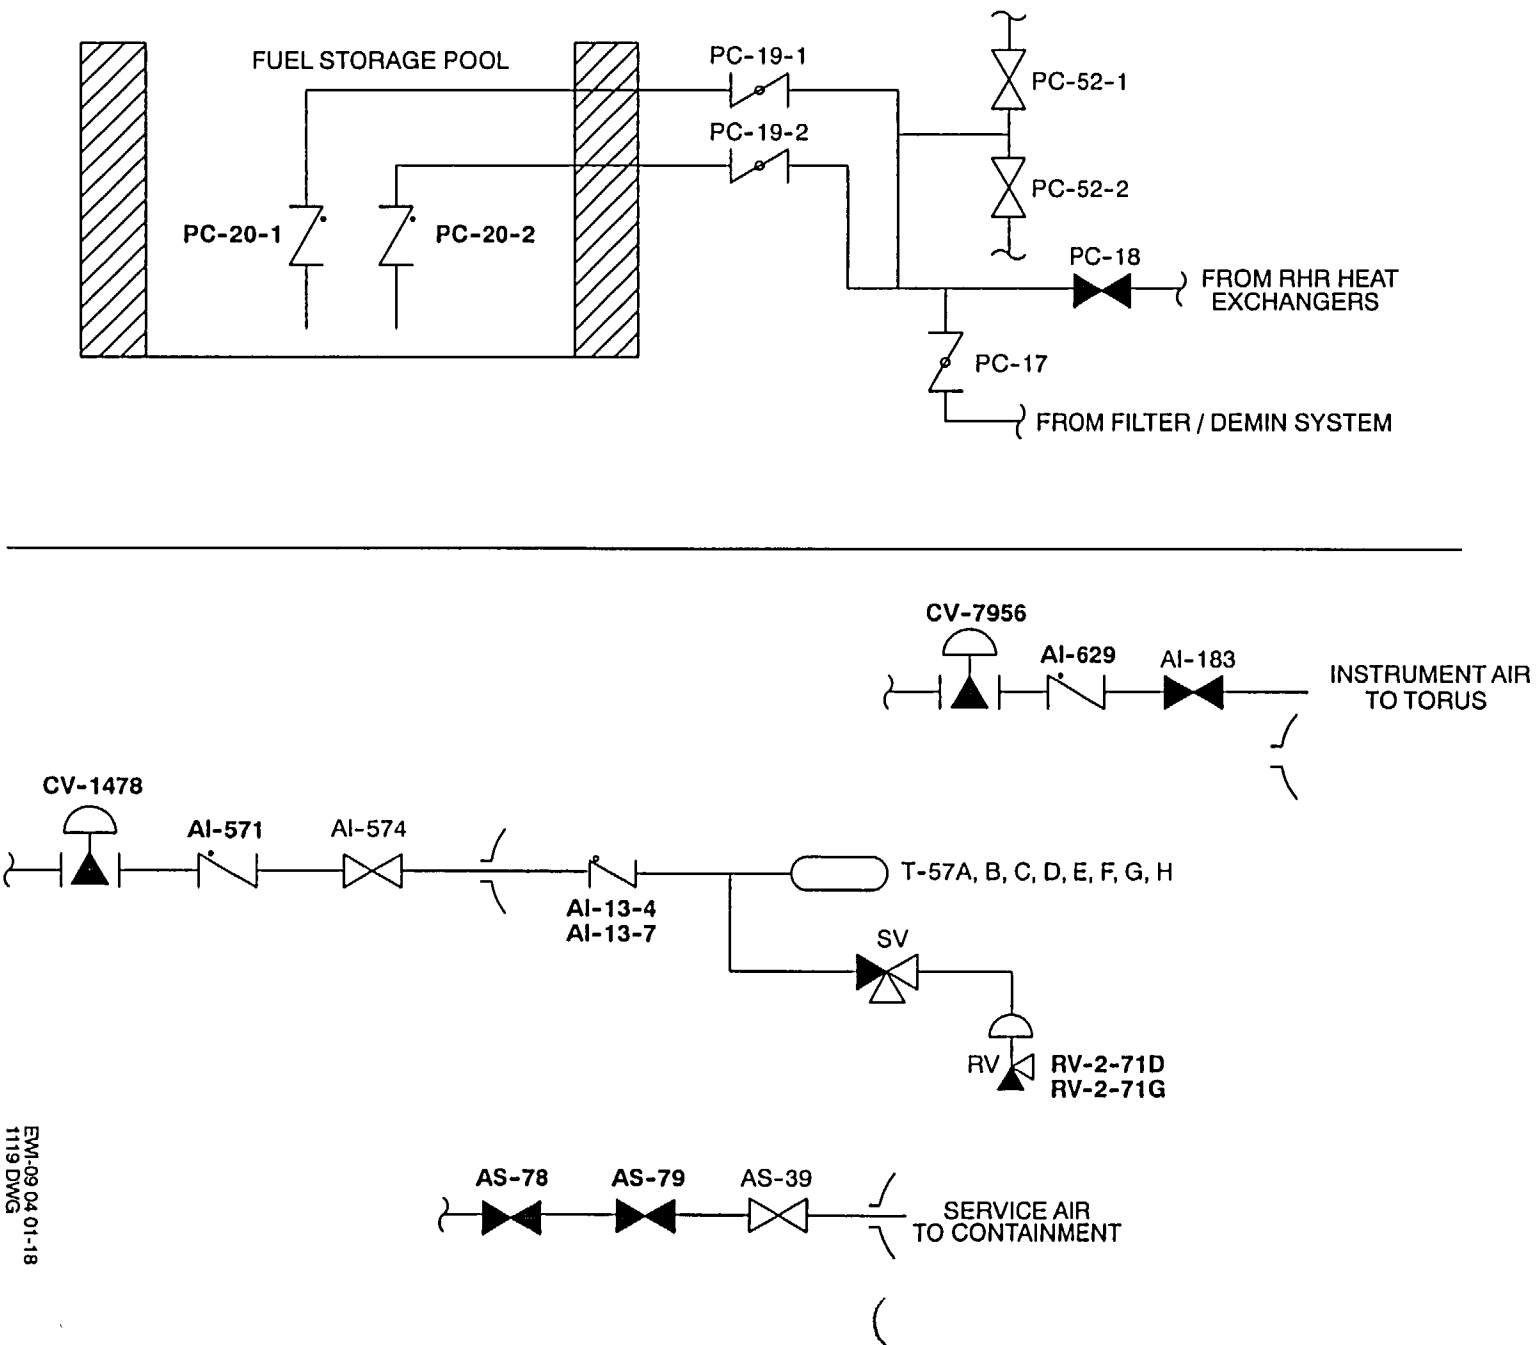 FUEL STORAGE POOL
PC-19-1
PC-52-1
PC-19-2
PC-52-2
PC-20-1
PC-20-2
PC-18
FROM RHR HEAT
EXCHANGERS
PC-17
FROM FILTER / DEMIN SYSTEM
CV-7956
AI-629
AI-183
INSTRUMENT AIR
TO TORUS
CV-1478
AI-571
AI-574
T-57A, B, C, D, E, F, G, H
AI-13-4
AI-13-7
SV
RV
RV-2-71D
RV-2-71G
AS-78
AS-79
AS-39
SERVICE AIR
TO CONTAINMENT
EWI-09 04 01-18
1119 DWG